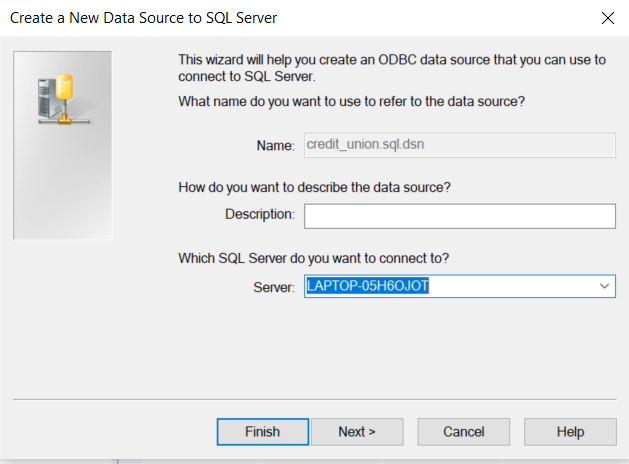 Create a New Data Source to SQL Server
This wizard will help you create an ODBC data source that you can use to
connect to SQL Server.
What name do you want to use to refer to the data source?
Name: credit_union.sql.dsn
How do you want to describe the data source?
Description:
Which SQL Server do you want to connect to?
Server: LAPTOP-05H6OJOT
Finish Next > Cancel Help